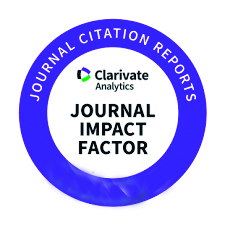 JOURNAL CITATION REPORTS
Clarivate
Analytics
JOURNAL
IMPACT
FACTOR